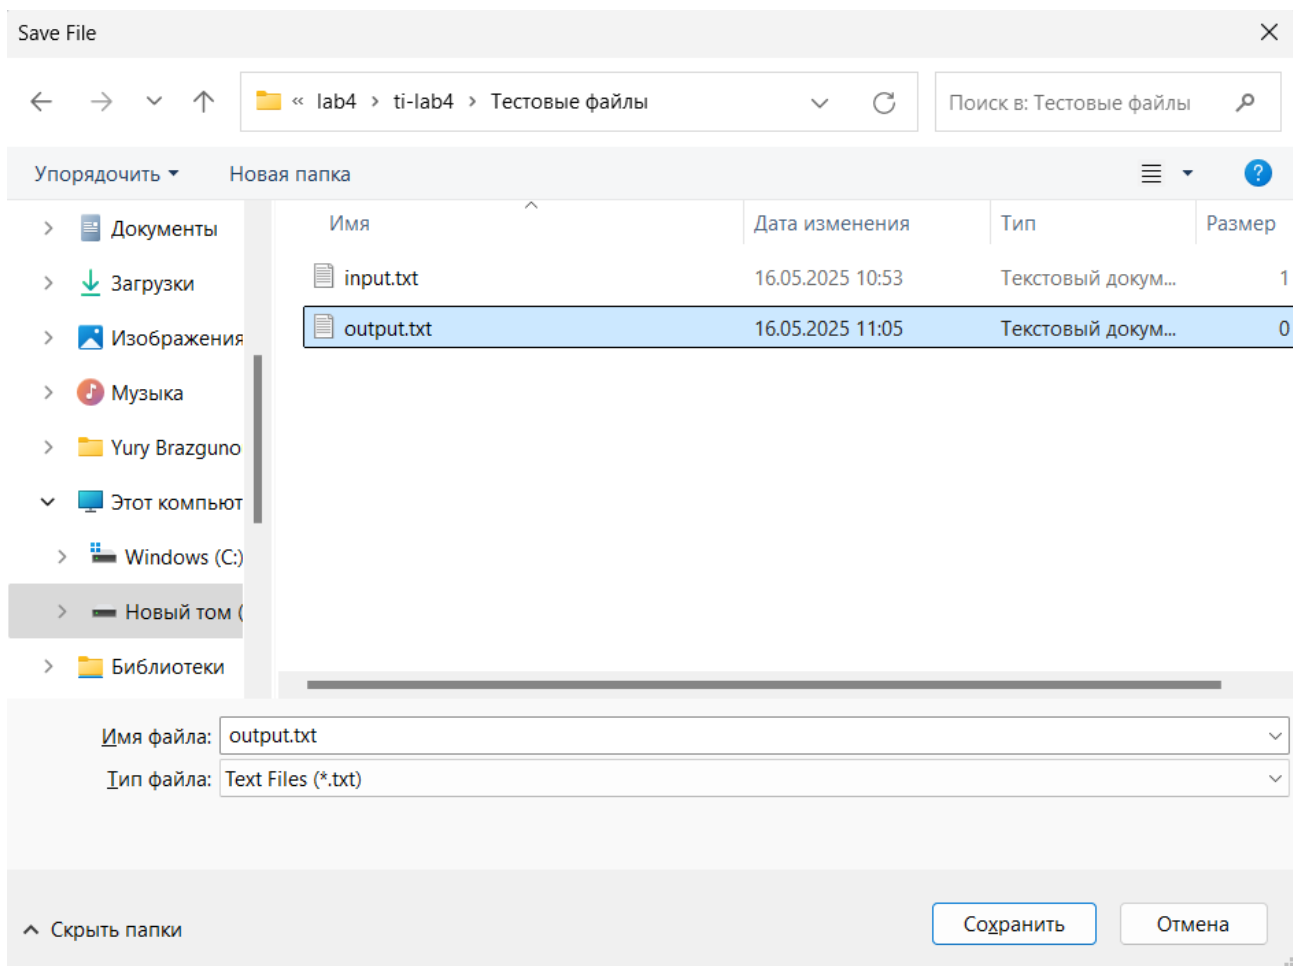 Save File
« lab4 > ti-lab4 > Тестовые файлы
Поиск в: Тестовые файлы
Упорядочить Новая папка
?
Имя Дата изменения Тип Размер
Документы
Загрузки
Изображения
Музыка
Yury Brazguno
Этот компьют
Windows (C:)
Новый том (
Библиотеки
input.txt 16.05.2025 10:53 Текстовый докум... 1
output.txt 16.05.2025 11:05 Текстовый докум... 0
Имя файла: output.txt
Тип файла: Text Files (*.txt)
Скрыть папки
Сохранить Отмена